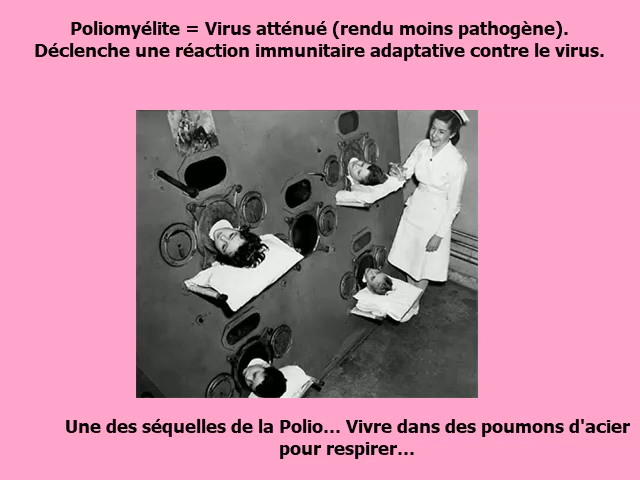 Poliomyélite = Virus atténué (rendu moins pathogène).
Déclenche une réaction immunitaire adaptative contre le virus.
Une des séquelles de la Polio... Vivre dans des poumons d'acier
pour respirer...